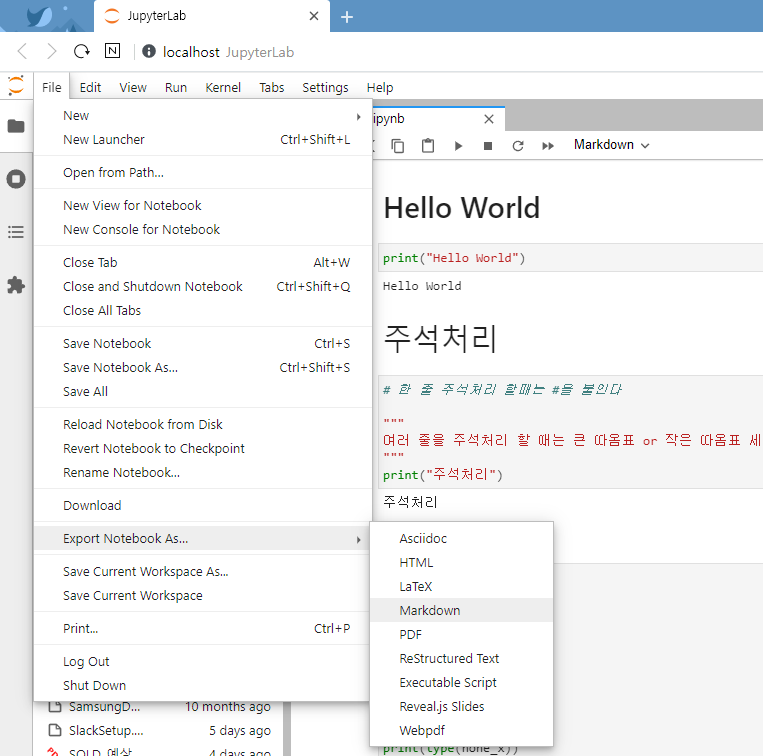 JupyterLab
N
localhost JupyterLab
File Edit View Run Kernel Tabs Settings Help
New
New Launcher Ctrl+Shift+L
Open from Path...
New View for Notebook
New Console for Notebook
Close Tab Alt+W
Close and Shutdown Notebook Ctrl+Shift+Q
Close All Tabs
Save Notebook Ctrl+S
Save Notebook As... Ctrl+Shift+S
Save All
Reload Notebook from Disk
Revert Notebook to Checkpoint
Rename Notebook...
Download
Export Notebook As...
Save Current Workspace As...
Save Current Workspace
Print... Ctrl+P
Log Out
Shut Down
Asciidoc
HTML
LaTeX
Markdown
PDF
ReStructured Text
Executable Script
Reveal.js Slides
Webpdf
SamsungD... 10 months ago
SlackSetup.... 5 days ago
SQLD_예상... 4 days ago
ipynb
Markdown
Hello World
print("Hello World")
Hello World
주석처리
# 한 줄 주석처리 할때는 #을 붙인다
"""
여러 줄을 주석처리 할 때는 큰 따옴표 or 작은 따옴표 세
"""
print("주석처리")
주석처리
print(type(none_x))